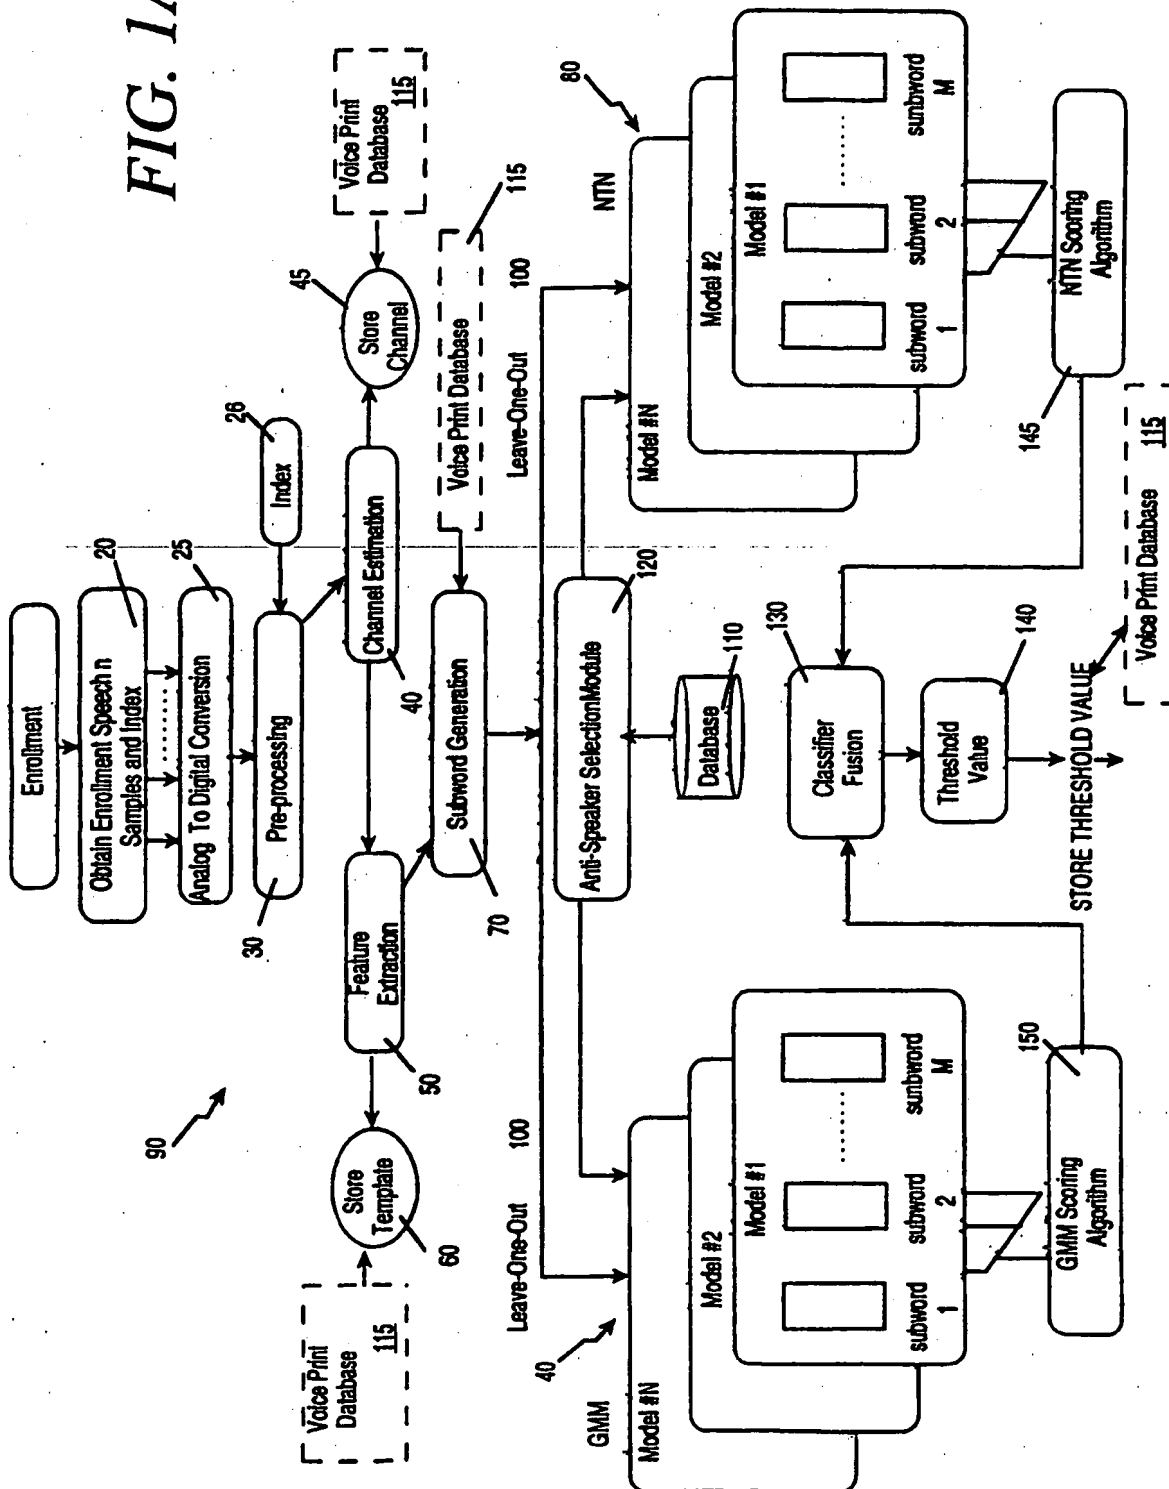 FIG. 1A
Enrollment
Obtain Enrollment Speech n
Samples and Index
20
Analog To Digital Conversion
25
Pre-processing
30
Index
26
Channel Estimation
40
Store
Channel
45
Voice Print
Database
115
Feature
Extraction
50
Store
Template
60
Voice Print
Database
115
90
Subword Generation
70
Voice Print Database
115
Leave-One-Out
100
Leave-One-Out
100
Anti-Speaker SelectionModule
120
Database
110
GMM
40
Model #N
Model #2
Model #1
subword
1
subword
2
sunbword
M
GMM Scoring
Algorithm
150
NTN
80
Model #N
Model #2
Model #1
subword
1
subword
2
sunbword
M
NTN Scoring
Algorithm
145
Classifier
Fusion
130
Threshold
Value
140
STORE THRESHOLD VALUE
Voice Print Database
115